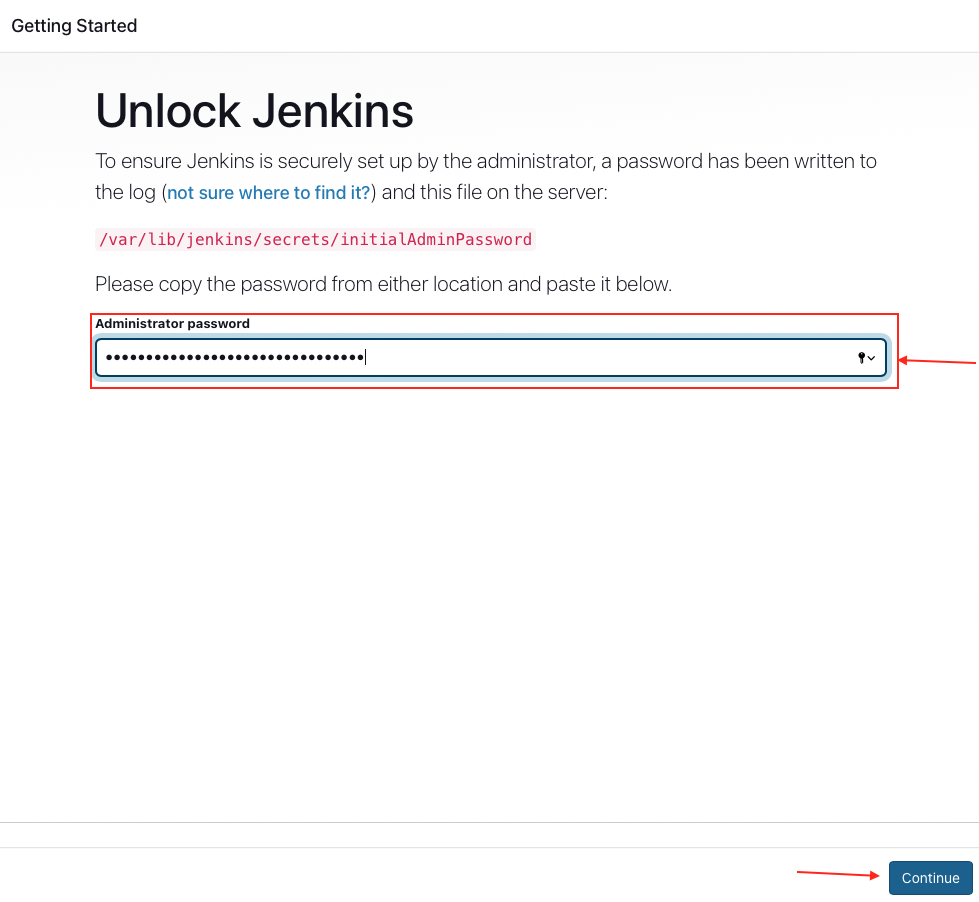 Getting Started
Unlock Jenkins
To ensure Jenkins is securely set up by the administrator, a password has been written to
the log (not sure where to find it?) and this file on the server:
/var/lib/jenkins/secrets/initialAdminPassword
Please copy the password from either location and paste it below.
Administrator password
••••••••••••••••••••••••••••••••
Continue